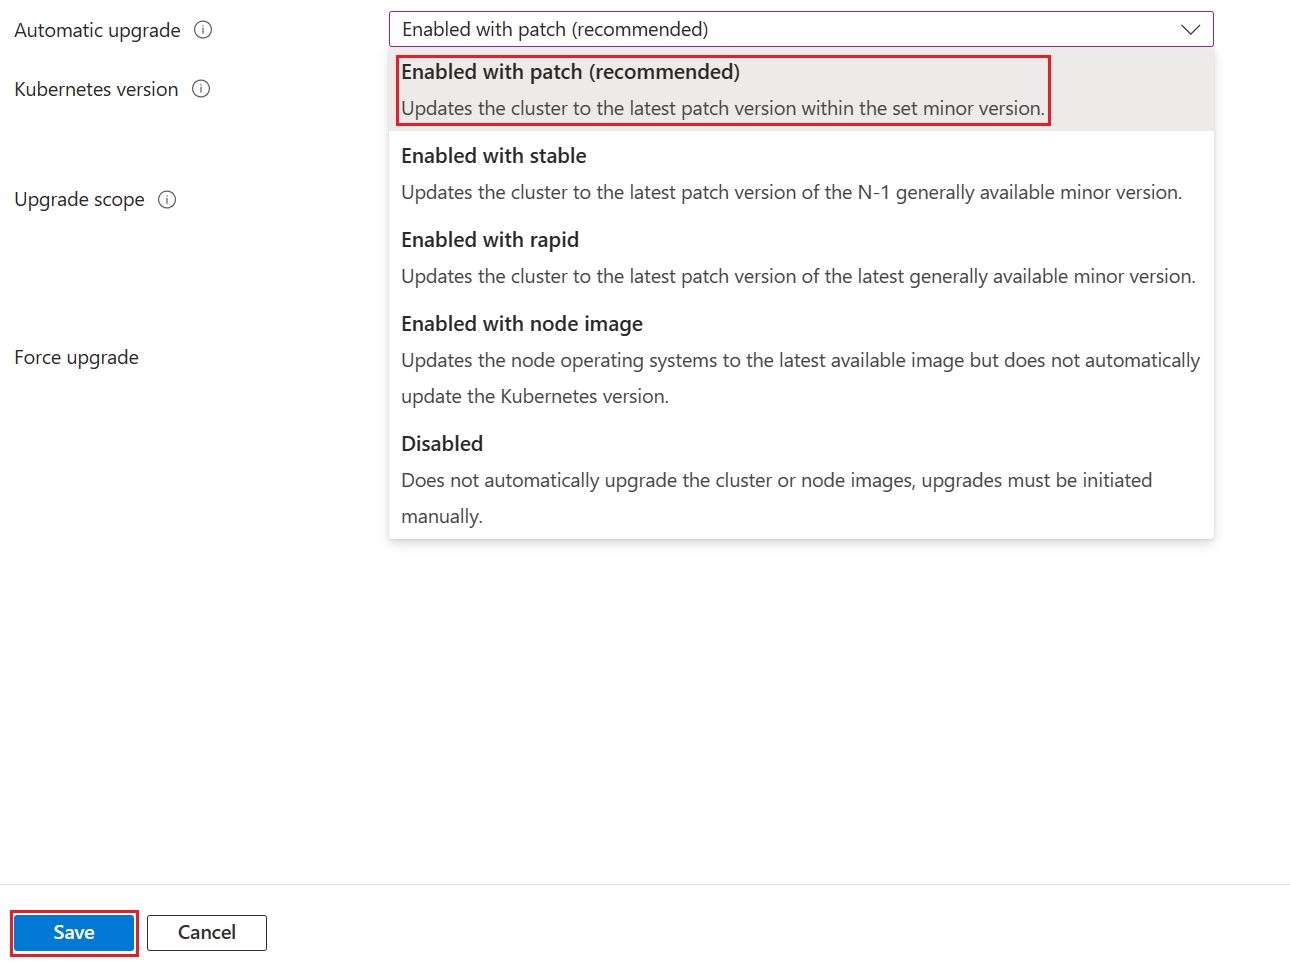 Automatic upgrade
Enabled with patch (recommended)
Enabled with patch (recommended)
Updates the cluster to the latest patch version within the set minor version.
Kubernetes version
Enabled with stable
Updates the cluster to the latest patch version of the N-1 generally available minor version.
Upgrade scope
Enabled with rapid
Updates the cluster to the latest patch version of the latest generally available minor version.
Enabled with node image
Updates the node operating systems to the latest available image but does not automatically
update the Kubernetes version.
Force upgrade
Disabled
Does not automatically upgrade the cluster or node images, upgrades must be initiated
manually.
Save
Cancel